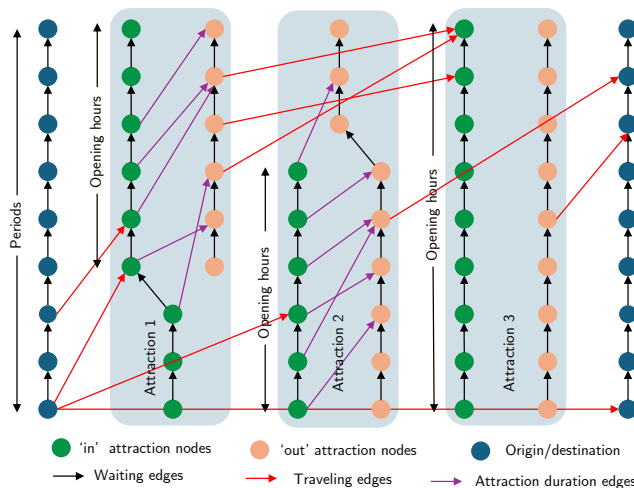 Periods
Opening hours
Attraction 1
Opening hours
Attraction 2
Opening hours
Attraction 3
'in' attraction nodes
'out' attraction nodes
Origin/destination
Waiting edges
Traveling edges
Attraction duration edges